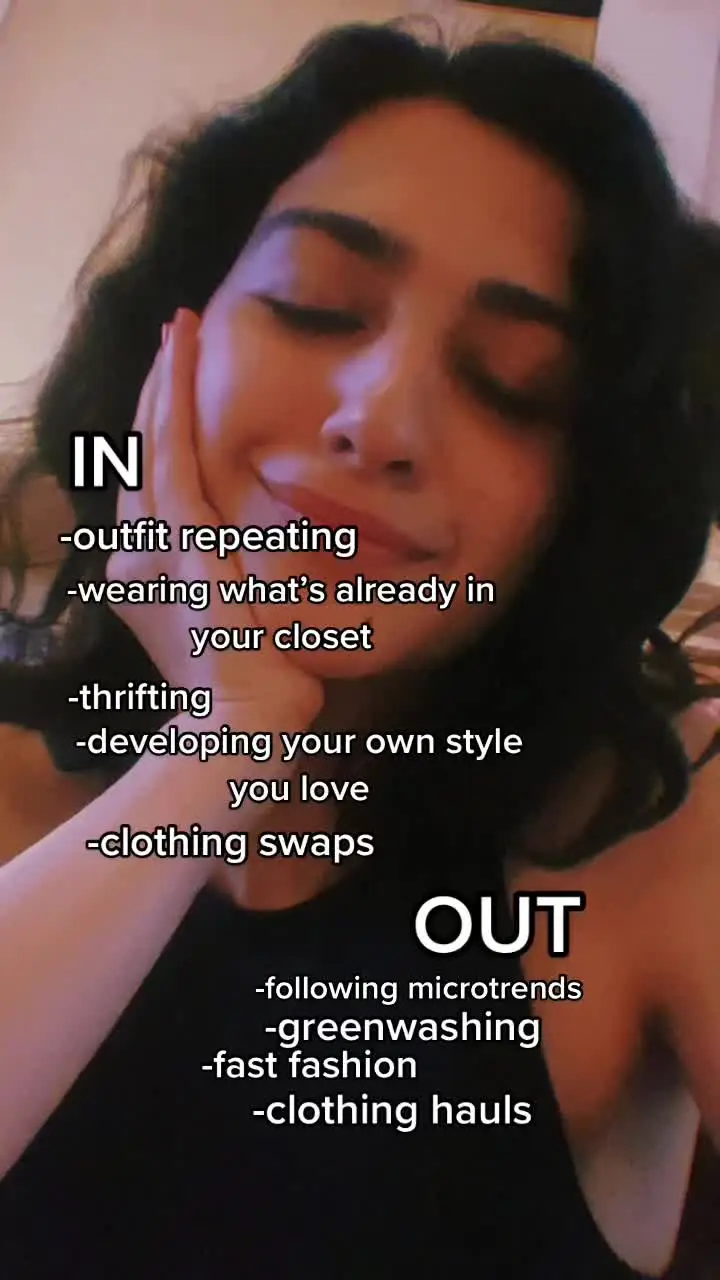 IN
-outfit repeating
-wearing what’s already in
your closet
-thrifting
-developing your own style
you love
-clothing swaps
OUT
-following microtrends
-greenwashing
-fast fashion
-clothing hauls